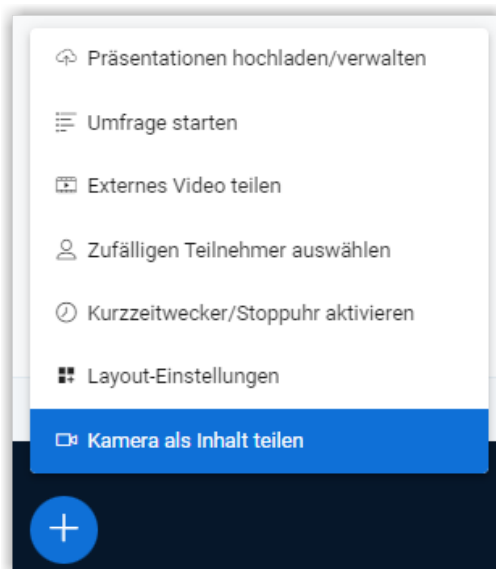 Präsentationen hochladen/verwalten
Umfrage starten
Externes Video teilen
Zufälligen Teilnehmer auswählen
Kurzzeitwecker/Stoppuhr aktivieren
Layout-Einstellungen
Kamera als Inhalt teilen